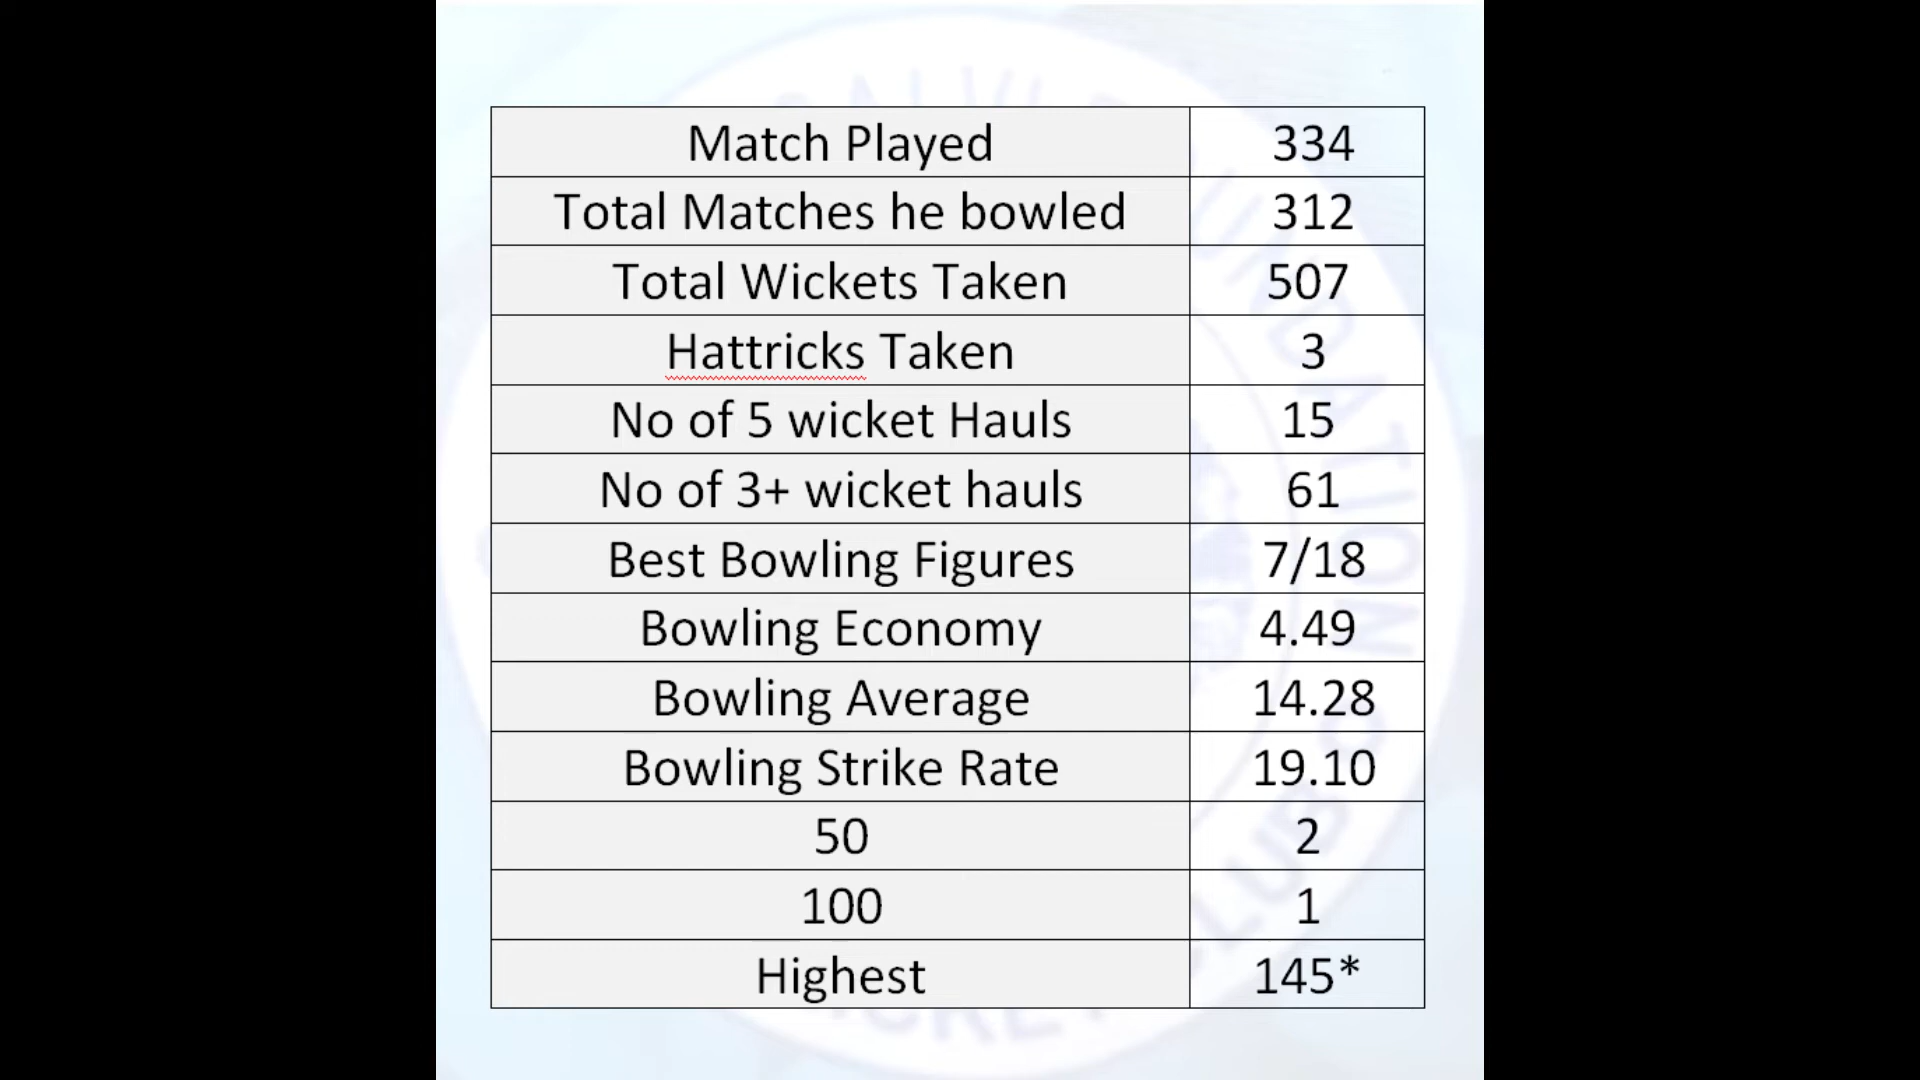 Match Played 334
Total Matches he bowled 312
Total Wickets Taken 507
Hattricks Taken 3
No of 5 wicket Hauls 15
No of 3+ wicket hauls 61
Best Bowling Figures 7/18
Bowling Economy 4.49
Bowling Average 14.28
Bowling Strike Rate 19.10
50 2
100 1
Highest 145*